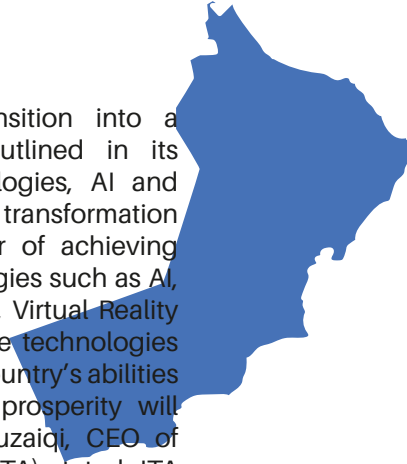 nsition into a
utlined in its
logies, AI and
transformation
r of achieving
gies such as AI,
Virtual Reality
e technologies
untry's abilities
prosperity will
uzaiqi, CEO of